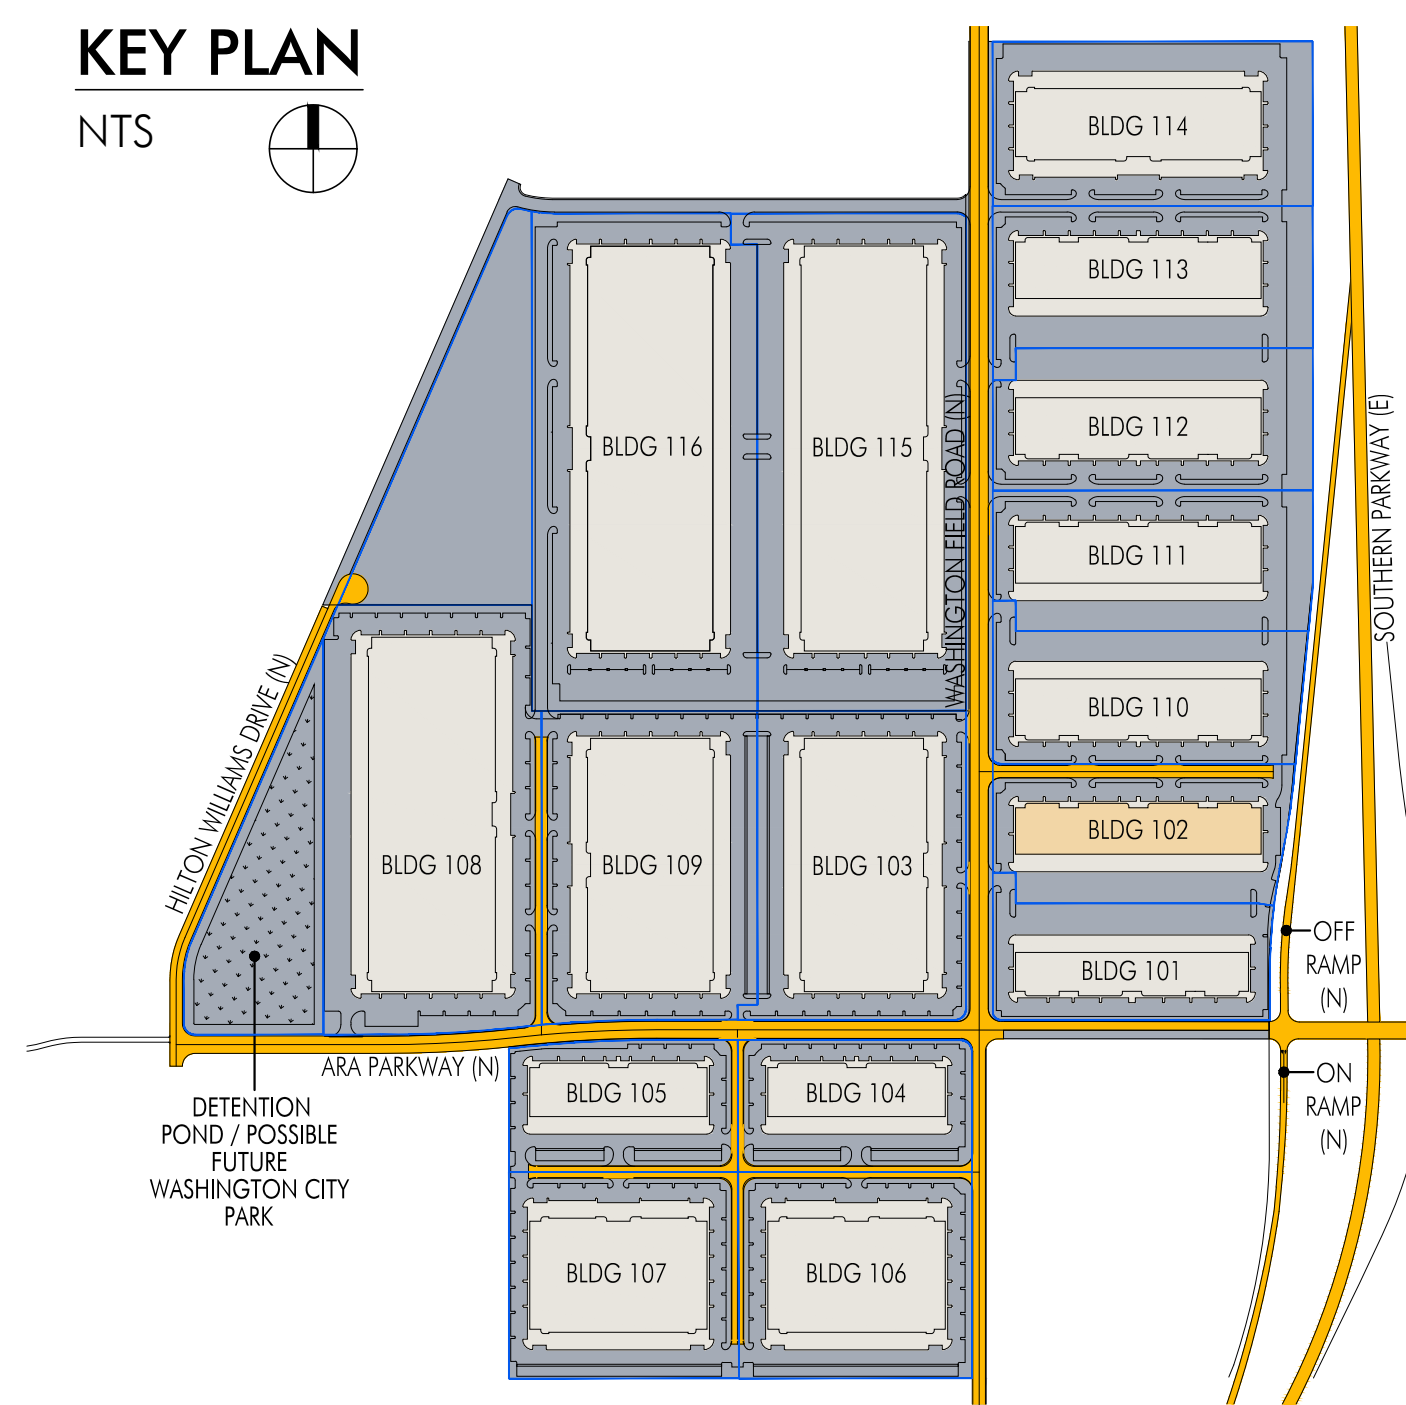 KEY PLAN
NTS
BLDG 114
BLDG 113
BLDG 112
BLDG 111
BLDG 110
BLDG 102
BLDG 101
BLDG 116
BLDG 115
WASHINGTON FIELD ROAD (N)
SOUTHERN PARKWAY (E)
HILTON WILLIAMS DRIVE (N)
BLDG 108
BLDG 109
BLDG 103
OFF
RAMP
(N)
ON
RAMP
(N)
ARA PARKWAY (N)
BLDG 105
BLDG 104
BLDG 107
BLDG 106
DETENTION
POND / POSSIBLE
FUTURE
WASHINGTON CITY
PARK